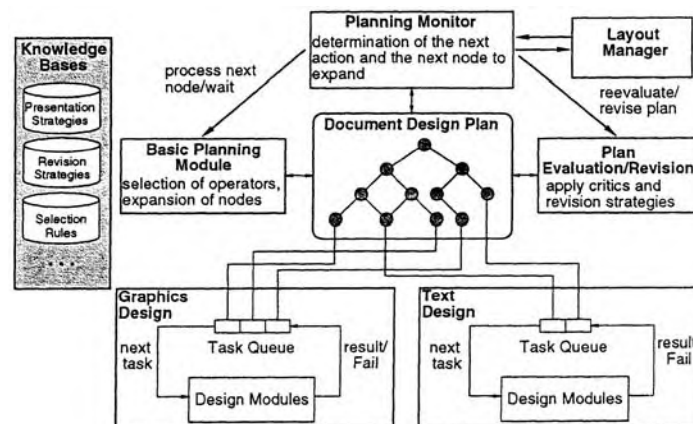 Knowledge
Bases
Presentation
Strategies
Revision
Strategies
Selection
Rules
. . .
process next
node/wait
Planning Monitor
determination of the next
action and the next node to
expand
Layout
Manager
reevaluate/
revise plan
Basic Planning
Module
selection of operators,
expansion of nodes
Document Design Plan
Plan
Evaluation/Revision
apply critics and
revision strategies
Graphics
Design
next
task
Task Queue
result/
Fail
Design Modules
Text
Design
next
task
Task Queue
result/
Fail
Design Modules